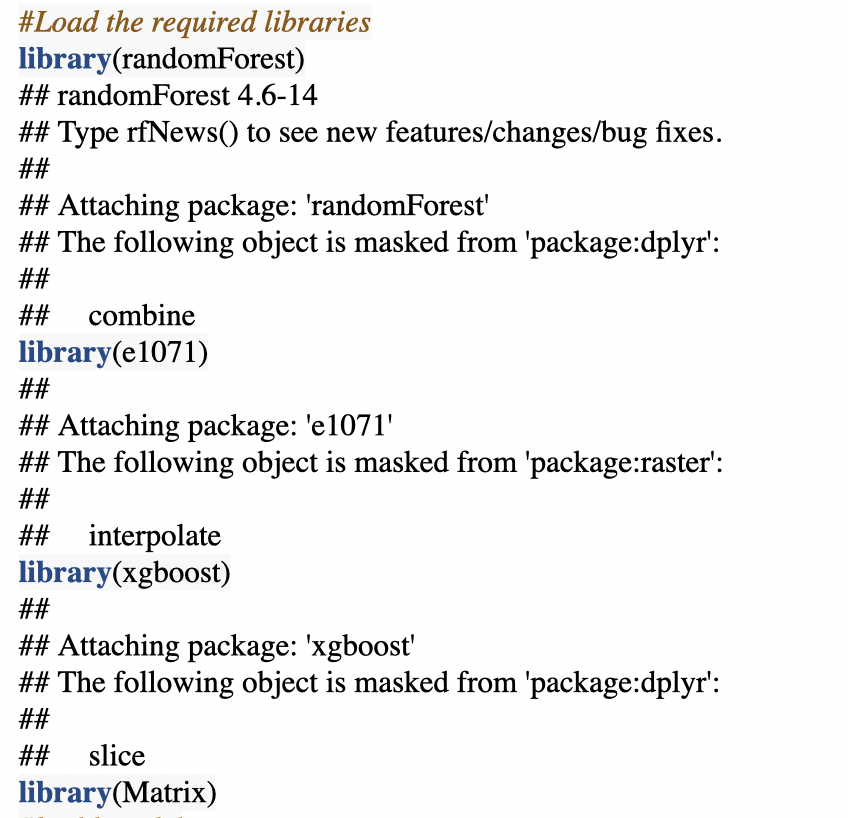 #Load the required libraries
library(randomForest)
## randomForest 4.6-14
## Type rfNews() to see new features/changes/bug fixes.
##
## Attaching package: 'randomForest'
## The following object is masked from 'package:dplyr':
##
##     combine
library(e1071)
##
## Attaching package: 'e1071'
## The following object is masked from 'package:raster':
##
##     interpolate
library(xgboost)
##
## Attaching package: 'xgboost'
## The following object is masked from 'package:dplyr':
##
##     slice
library(Matrix)